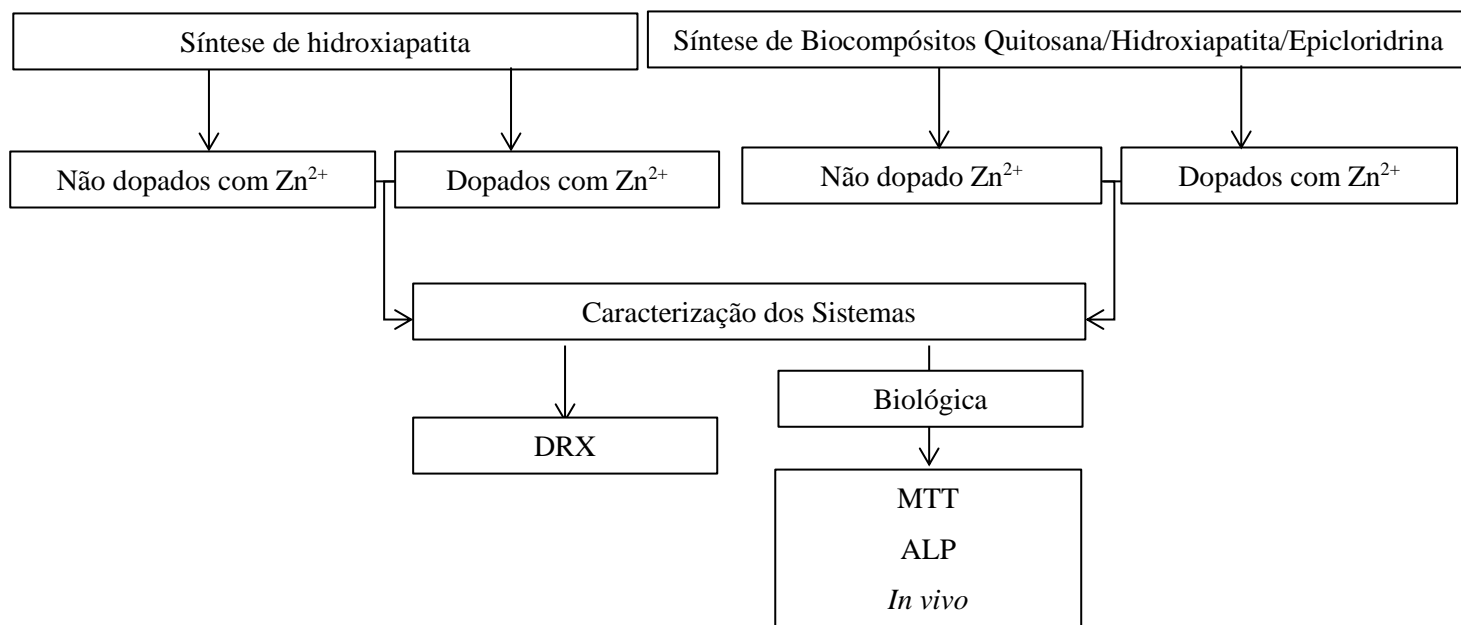 Síntese de hidroxiapatita
Síntese de Biocompósitos Quitosana/Hidroxiapatita/Epicloridrina
Não dopados com Zn²⁺
Dopados com Zn²⁺
Não dopado Zn²⁺
Dopados com Zn²⁺
Caracterização dos Sistemas
Biológica
DRX
MTT
ALP
In vivo